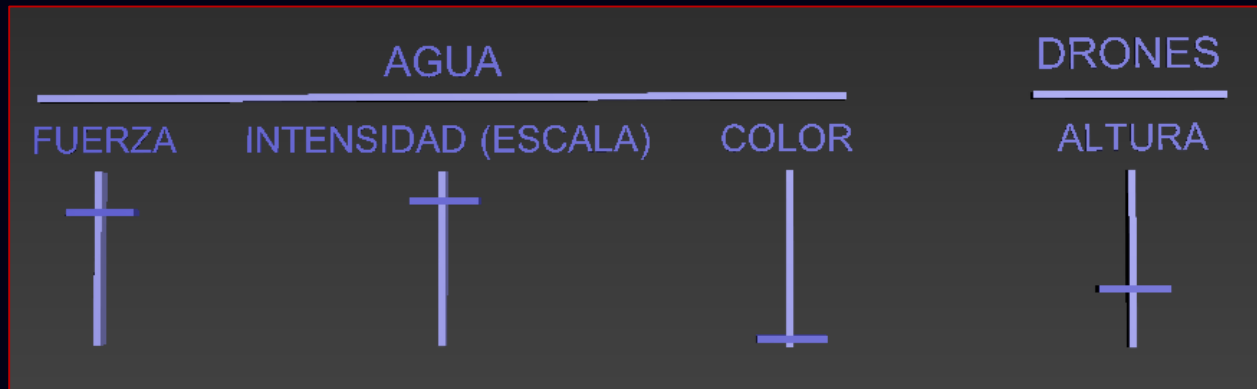 AGUA
DRONES
FUERZA
INTENSIDAD (ESCALA)
COLOR
ALTURA